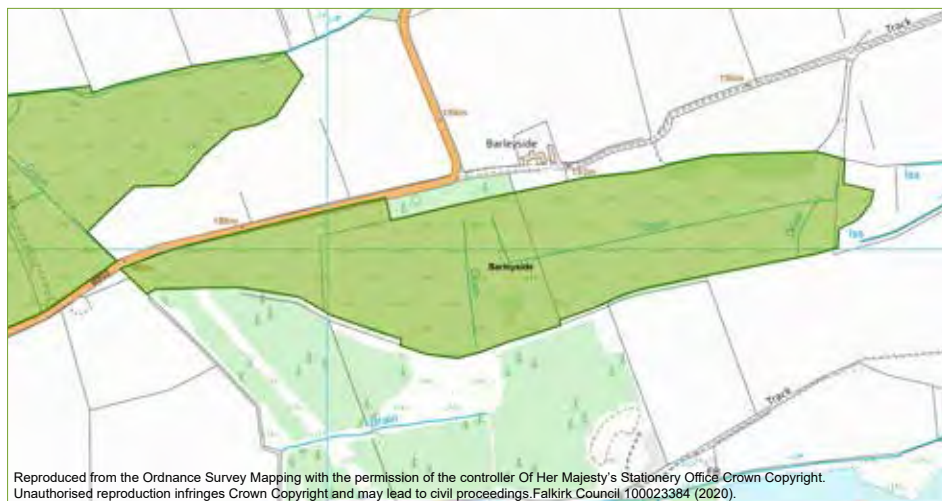 Track
Barleyside
Iss
Iss
Barleyside
Track
Drain
Reproduced from the Ordnance Survey Mapping with the permission of the controller Of Her Majesty's Stationery Office Crown Copyright.
Unauthorised reproduction infringes Crown Copyright and may lead to civil proceedings.Falkirk Council 100023384 (2020).